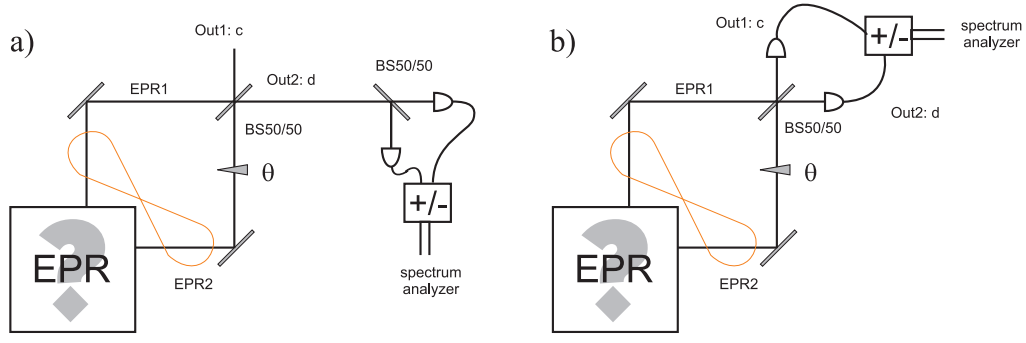 a)
Out1: c
EPR1
Out2: d
BS50/50
BS50/50
θ
+/-
EPR
?
EPR2
spectrum
analyzer
b)
Out1: c
+/-
spectrum
analyzer
EPR1
BS50/50
Out2: d
θ
EPR
?
EPR2